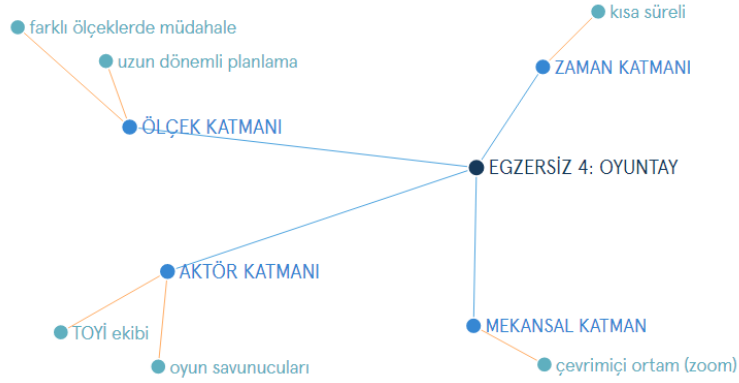 kısa süreli
farklı ölçeklerde müdahale
uzun dönemli planlama
ZAMAN KATMANI
ÖLÇEK KATMANI
EGZERSİZ 4: OYUNTAY
AKTÖR KATMANI
MEKANSAL KATMAN
TOYİ ekibi
oyun savunucuları
çevrimiçi ortam (zoom)